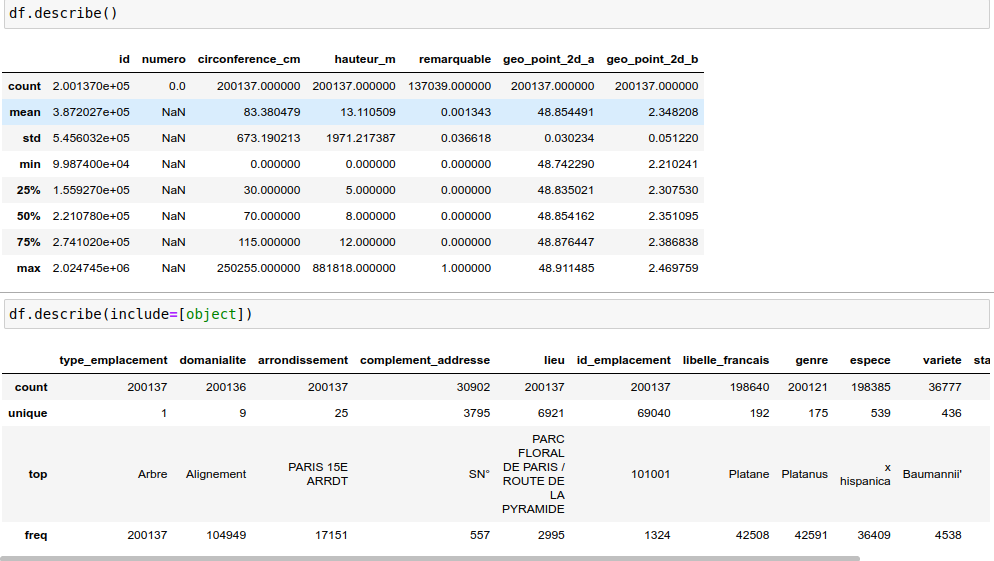 df.describe()
id numero circonference_cm hauteur_m remarquable geo_point_2d_a geo_point_2d_b
count 2.001370e+05 0.0 200137.000000 200137.000000 137039.000000 200137.000000 200137.000000
mean 3.872027e+05 NaN 83.380479 13.110509 0.001343 48.854491 2.348208
std 5.456032e+05 NaN 673.190213 1971.217387 0.036618 0.030234 0.051220
min 9.987400e+04 NaN 0.000000 0.000000 0.000000 48.742290 2.210241
25% 1.559270e+05 NaN 30.000000 5.000000 0.000000 48.835021 2.307530
50% 2.210780e+05 NaN 70.000000 8.000000 0.000000 48.854162 2.351095
75% 2.741020e+05 NaN 115.000000 12.000000 0.000000 48.876447 2.386838
max 2.024745e+06 NaN 250255.000000 881818.000000 1.000000 48.911485 2.469759
df.describe(include=[object])
type_emplacement domanialite arrondissement complement_addresse lieu id_emplacement libelle_francais genre espece variete sta
count 200137 200136 200137 30902 200137 200137 198640 200121 198385 36777
unique 1 9 25 3795 6921 69040 192 175 539 436
PARC
FLORAL
PARIS 15E DE PARIS / x
top Arbre Alignement SN° ROUTE DE 101001 Platane Platanus Baumannii'
ARRDT hispanica
LA
PYRAMIDE
freq 200137 104949 17151 557 2995 1324 42508 42591 36409 4538